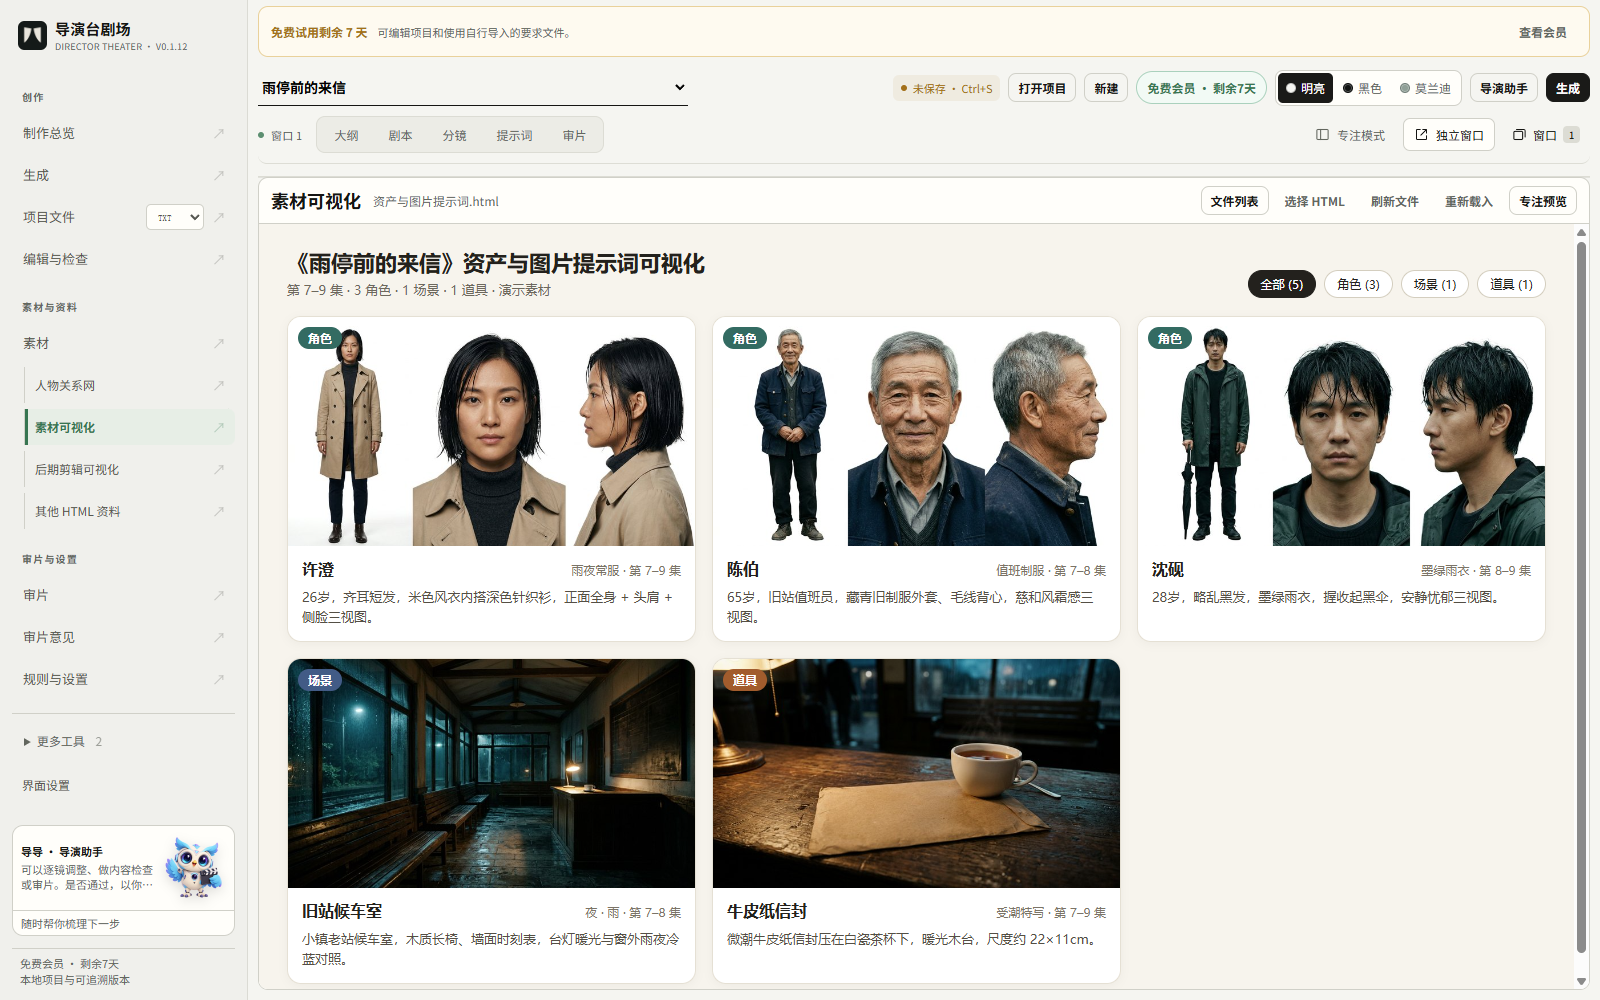 导演台剧场
DIRECTOR THEATER · V0.1.12
创作
制作总览
生成
项目文件
TXT
编辑与检查
素材与资料
素材
人物关系网
素材可视化
后期剪辑可视化
其他 HTML 资料
审片与设置
审片
审片意见
规则与设置
更多工具 2
界面设置
导导 · 导演助手
可以逐镜调整、做内容检查
或审片。是否通过，以你…
随时帮你梳理下一步
免费会员 · 剩余7天
本地项目与可追溯版本
免费试用剩余 7 天 可编辑项目和使用自行导入的要求文件。
查看会员
雨停前的来信
未保存 · Ctrl+S
打开项目
新建
免费会员 · 剩余7天
明亮
黑色
莫兰迪
导演助手
生成
窗口 1
大纲
剧本
分镜
提示词
审片
专注模式
独立窗口
窗口 1
素材可视化 资产与图片提示词.html
文件列表
选择 HTML
刷新文件
重新载入
专注预览
《雨停前的来信》资产与图片提示词可视化
第 7–9 集 · 3 角色 · 1 场景 · 1 道具 · 演示素材
全部 (5)
角色 (3)
场景 (1)
道具 (1)
角色
许澄 雨夜常服 · 第 7–9 集
26岁，齐耳短发，米色风衣内搭深色针织衫，正面全身 + 头肩 +
侧脸三视图。
角色
陈伯 值班制服 · 第 7–8 集
65岁，旧站值班员，藏青旧制服外套、毛线背心，慈和风霜感三
视图。
角色
沈砚 墨绿雨衣 · 第 8–9 集
28岁，略乱黑发，墨绿雨衣，握收起黑伞，安静忧郁三视图。
场景
旧站候车室 夜 · 雨 · 第 7–8 集
小镇老站候车室，木质长椅、墙面时刻表，台灯暖光与窗外雨夜冷
蓝对照。
道具
牛皮纸信封 受潮特写 · 第 7–9 集
微潮牛皮纸信封压在白瓷茶杯下，暖光木台，尺度约 22×11cm。